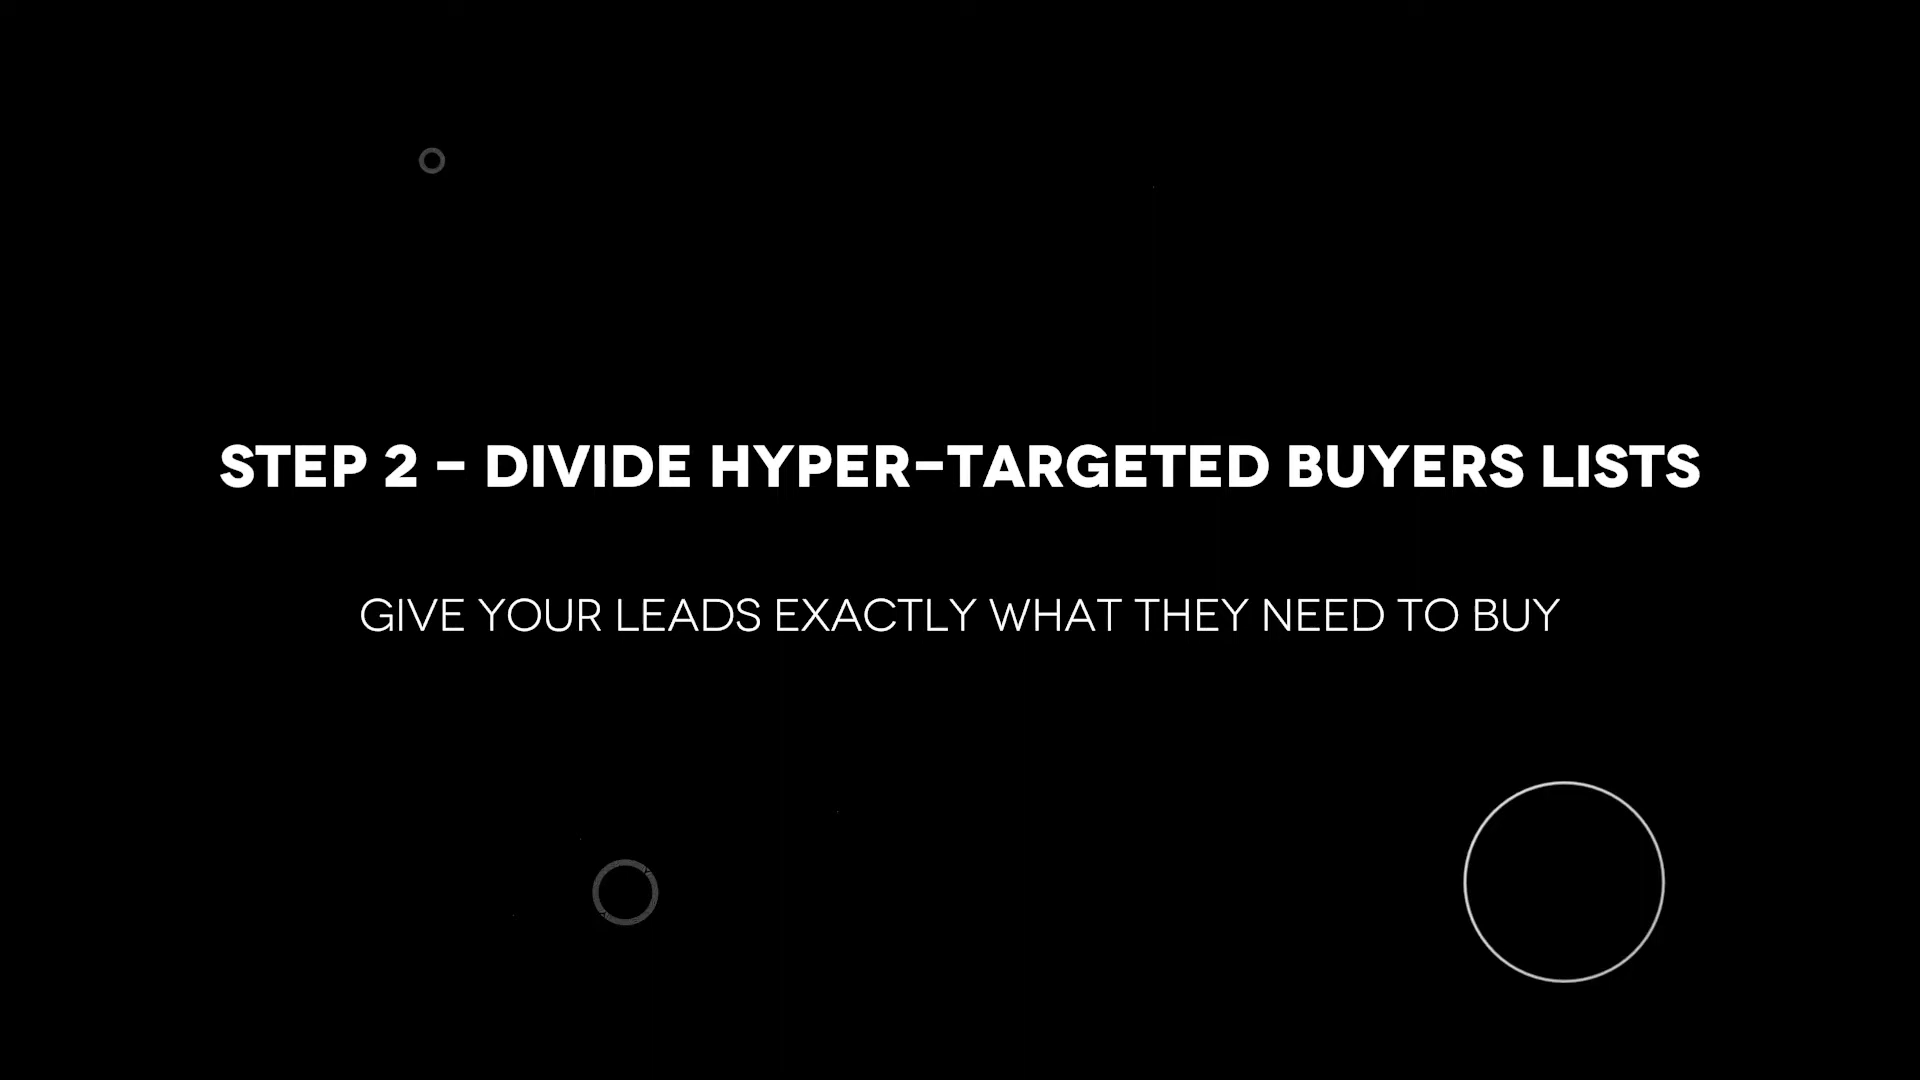 STEP 2 - DIVIDE HYPER-TARGETED BUYERS LISTS
GIVE YOUR LEADS EXACTLY WHAT THEY NEED TO BUY